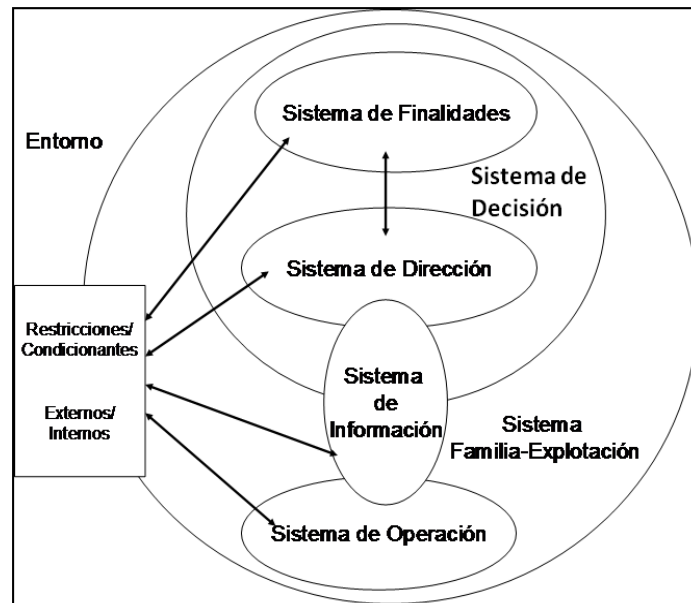 Sistema de Finalidades
Entorno
Sistema de
Decisión
Sistema de Dirección
Restricciones/
Condicionantes
Externos/
Internos
Sistema
de
Información
Sistema
Familia-Explotación
Sistema de Operación